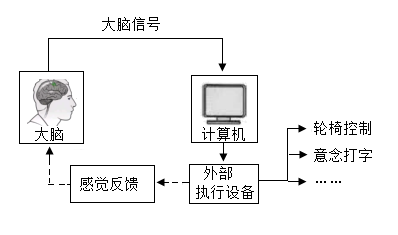 大脑信号
大脑
计算机
轮椅控制
意念打字
……
外部
执行设备
感觉反馈